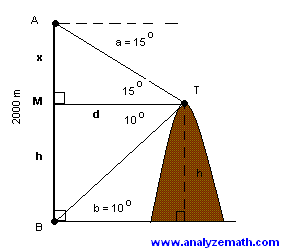 A
a = 15°
x
15°
T
M
d
10°
2000 m
h
h
b = 10°
B
www.analyzemath.com